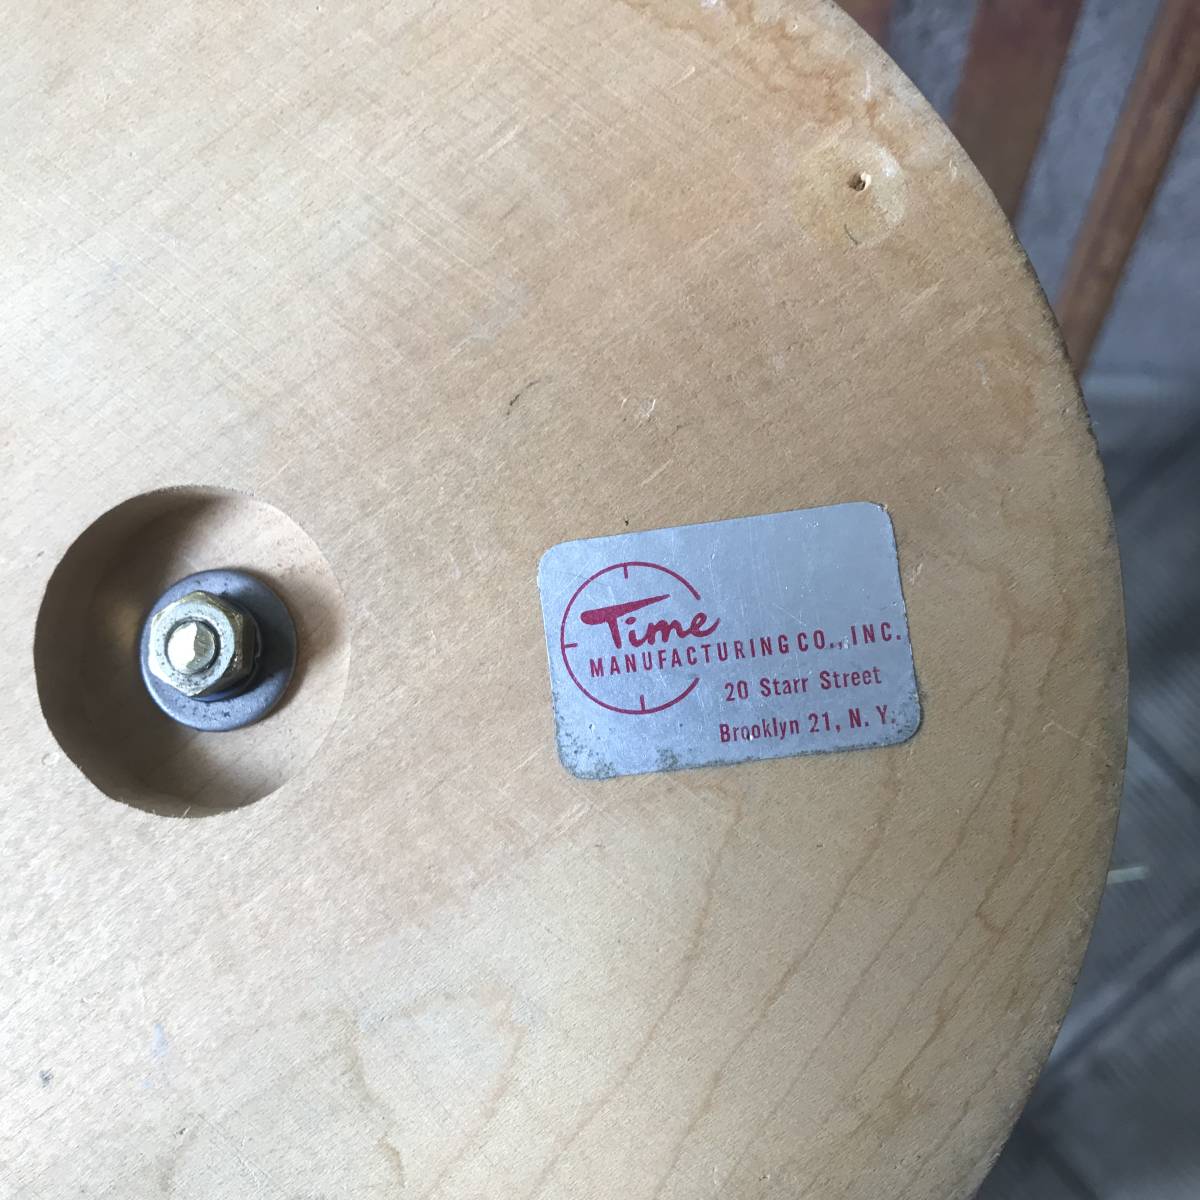 Time
MANUFACTURING CO., INC.
20 Starr Street
Brooklyn 21, N. Y.